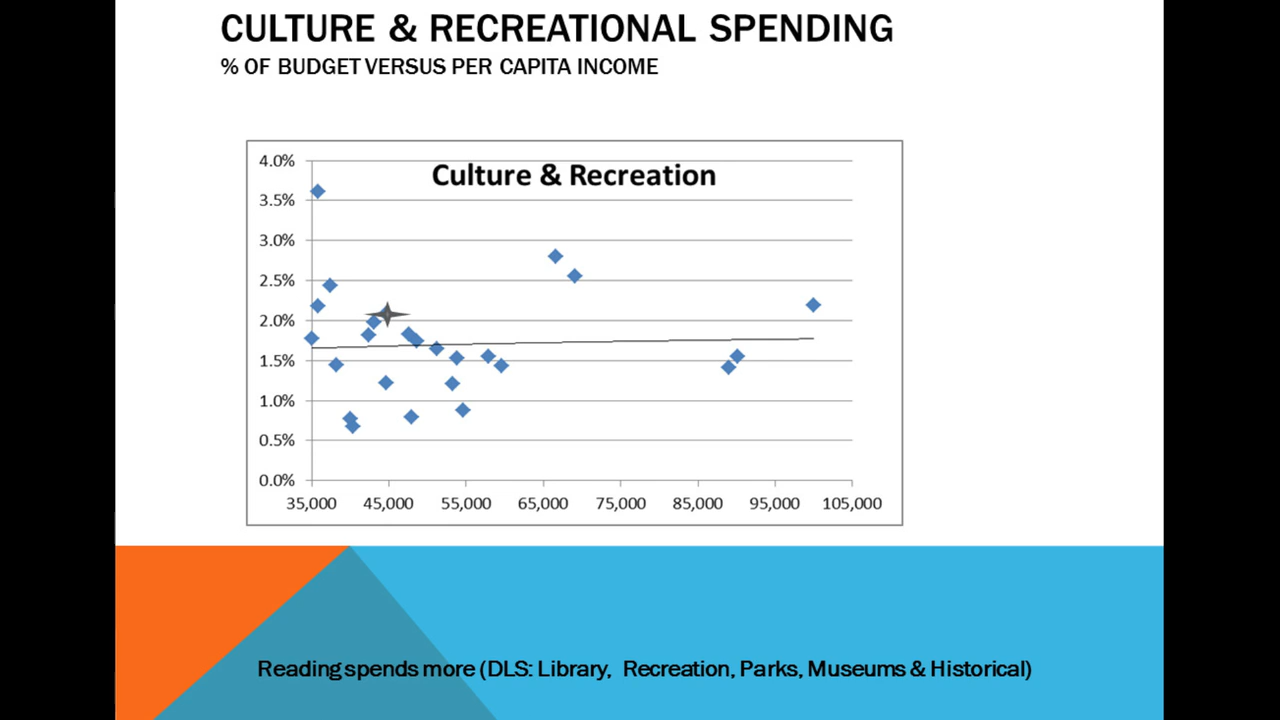 CULTURE & RECREATIONAL SPENDING
% OF BUDGET VERSUS PER CAPITA INCOME
Culture & Recreation
4.0%
3.5%
3.0%
2.5%
2.0%
1.5%
1.0%
0.5%
0.0%
35,000 45,000 55,000 65,000 75,000 85,000 95,000 105,000
Reading spends more (DLS: Library, Recreation, Parks, Museums & Historical)